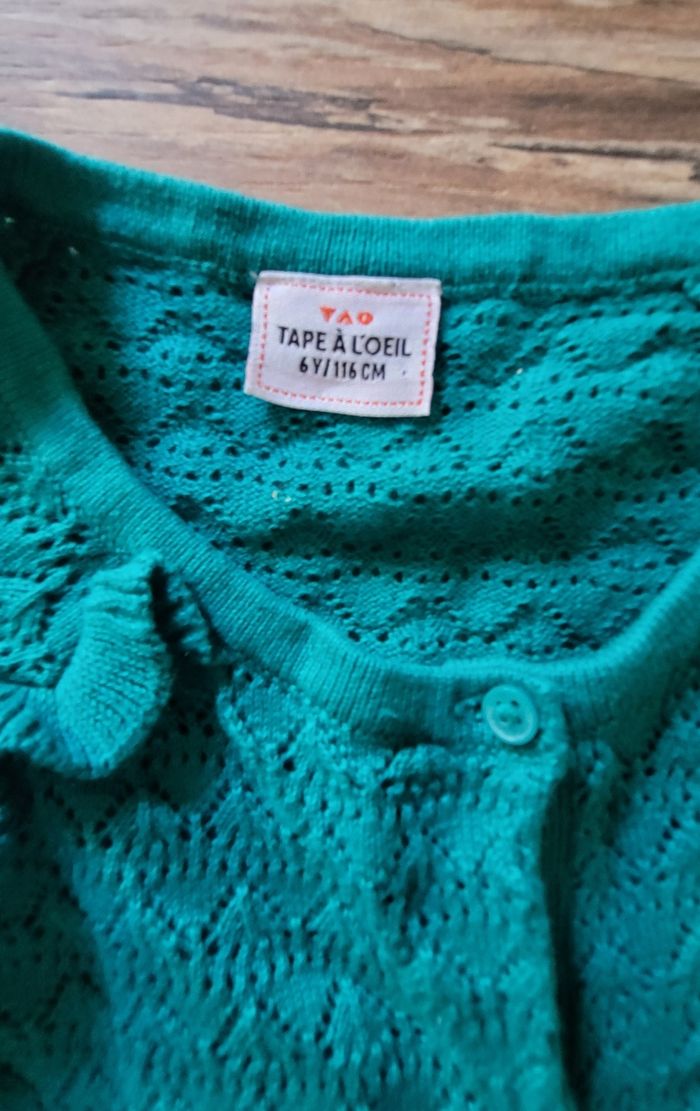 TAO
TAPE À L'OEIL
6Y/116 CM